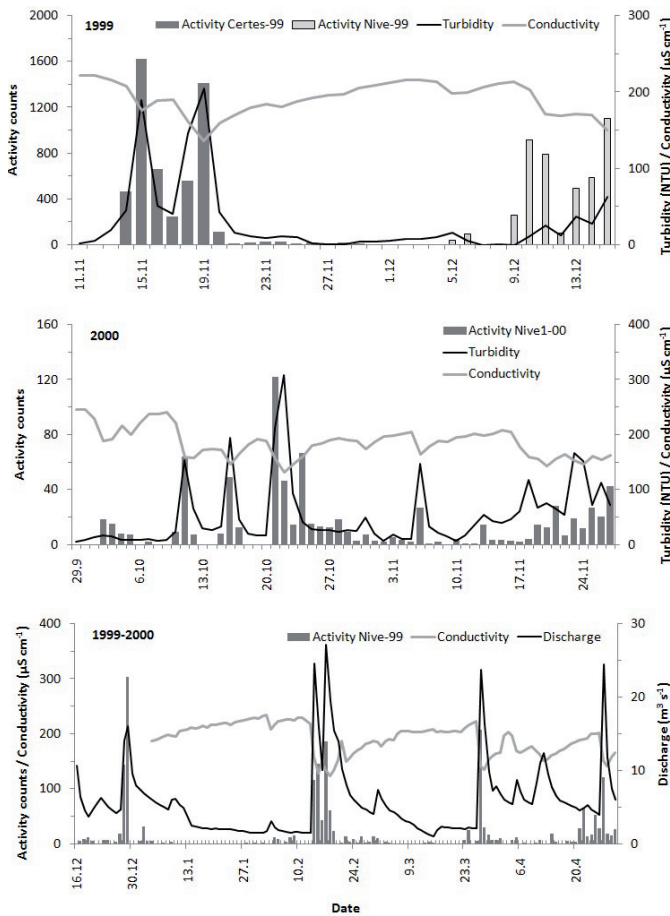 1999
Activity Certes-99 Activity Nive-99 Turbidity Conductivity
2000 1600 1200 800 400 0
300 200 100 0
Activity counts
Turbidity (NTU) / Conductivity (µS cm⁻¹)
11.11 15.11 19.11 23.11 27.11 1.12 5.12 9.12 13.12
2000
Activity Nive1-00
Turbidity
Conductivity
160 120 80 40 0
400 300 200 100 0
Activity counts
Turbidity (NTU) / Conductivity (µS cm⁻¹)
29.9 6.10 13.10 20.10 27.10 3.11 10.11 17.11 24.11
1999-2000
Activity Nive-99 Conductivity Discharge
400 300 200 100 0
30 20 10 0
Activity counts / Conductivity (µS cm⁻¹)
Discharge (m³ s⁻¹)
16.12 30.12 13.1 27.1 10.2 24.2 9.3 23.3 6.4 20.4
Date